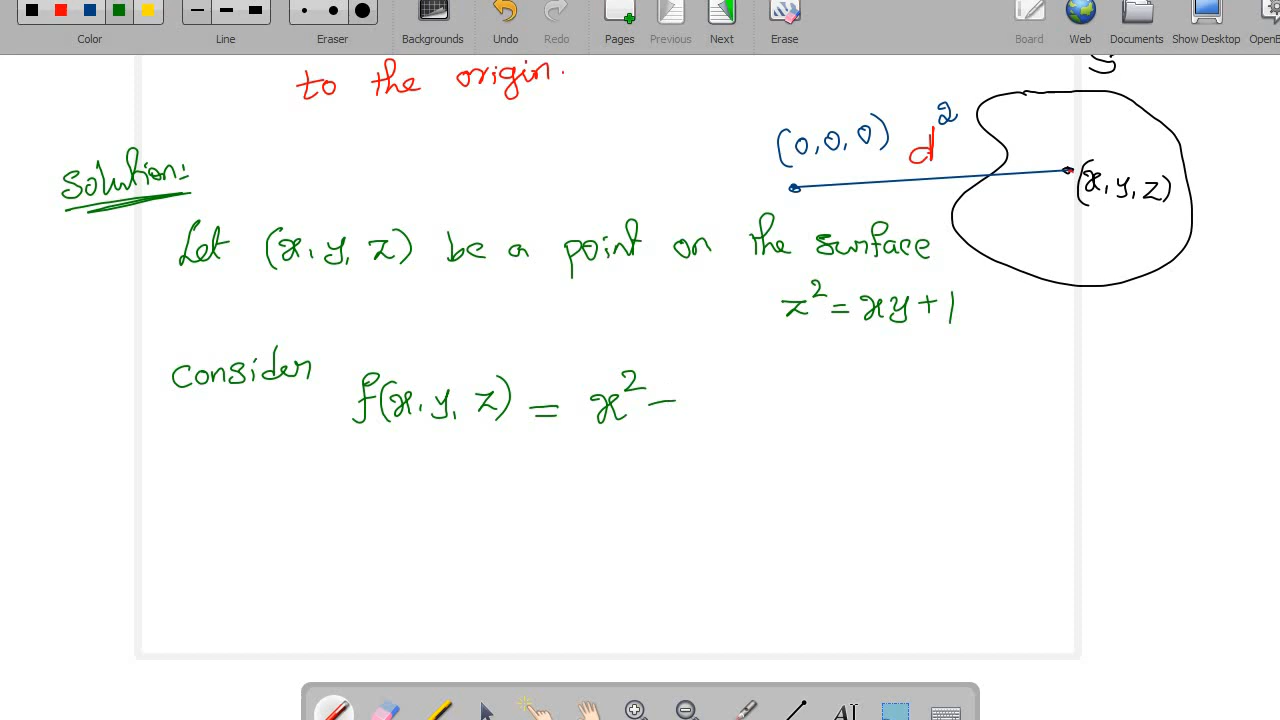 Color Line Eraser Backgrounds Undo Redo Pages Previous Next Erase Board Web Documents Show Desktop
to the origin.
(0,0,0) d²
(x,y,z)
Solution:
Let (x, y, z) be a point on the surface
z² = xy + 1
consider
f(x, y, z) = x² –